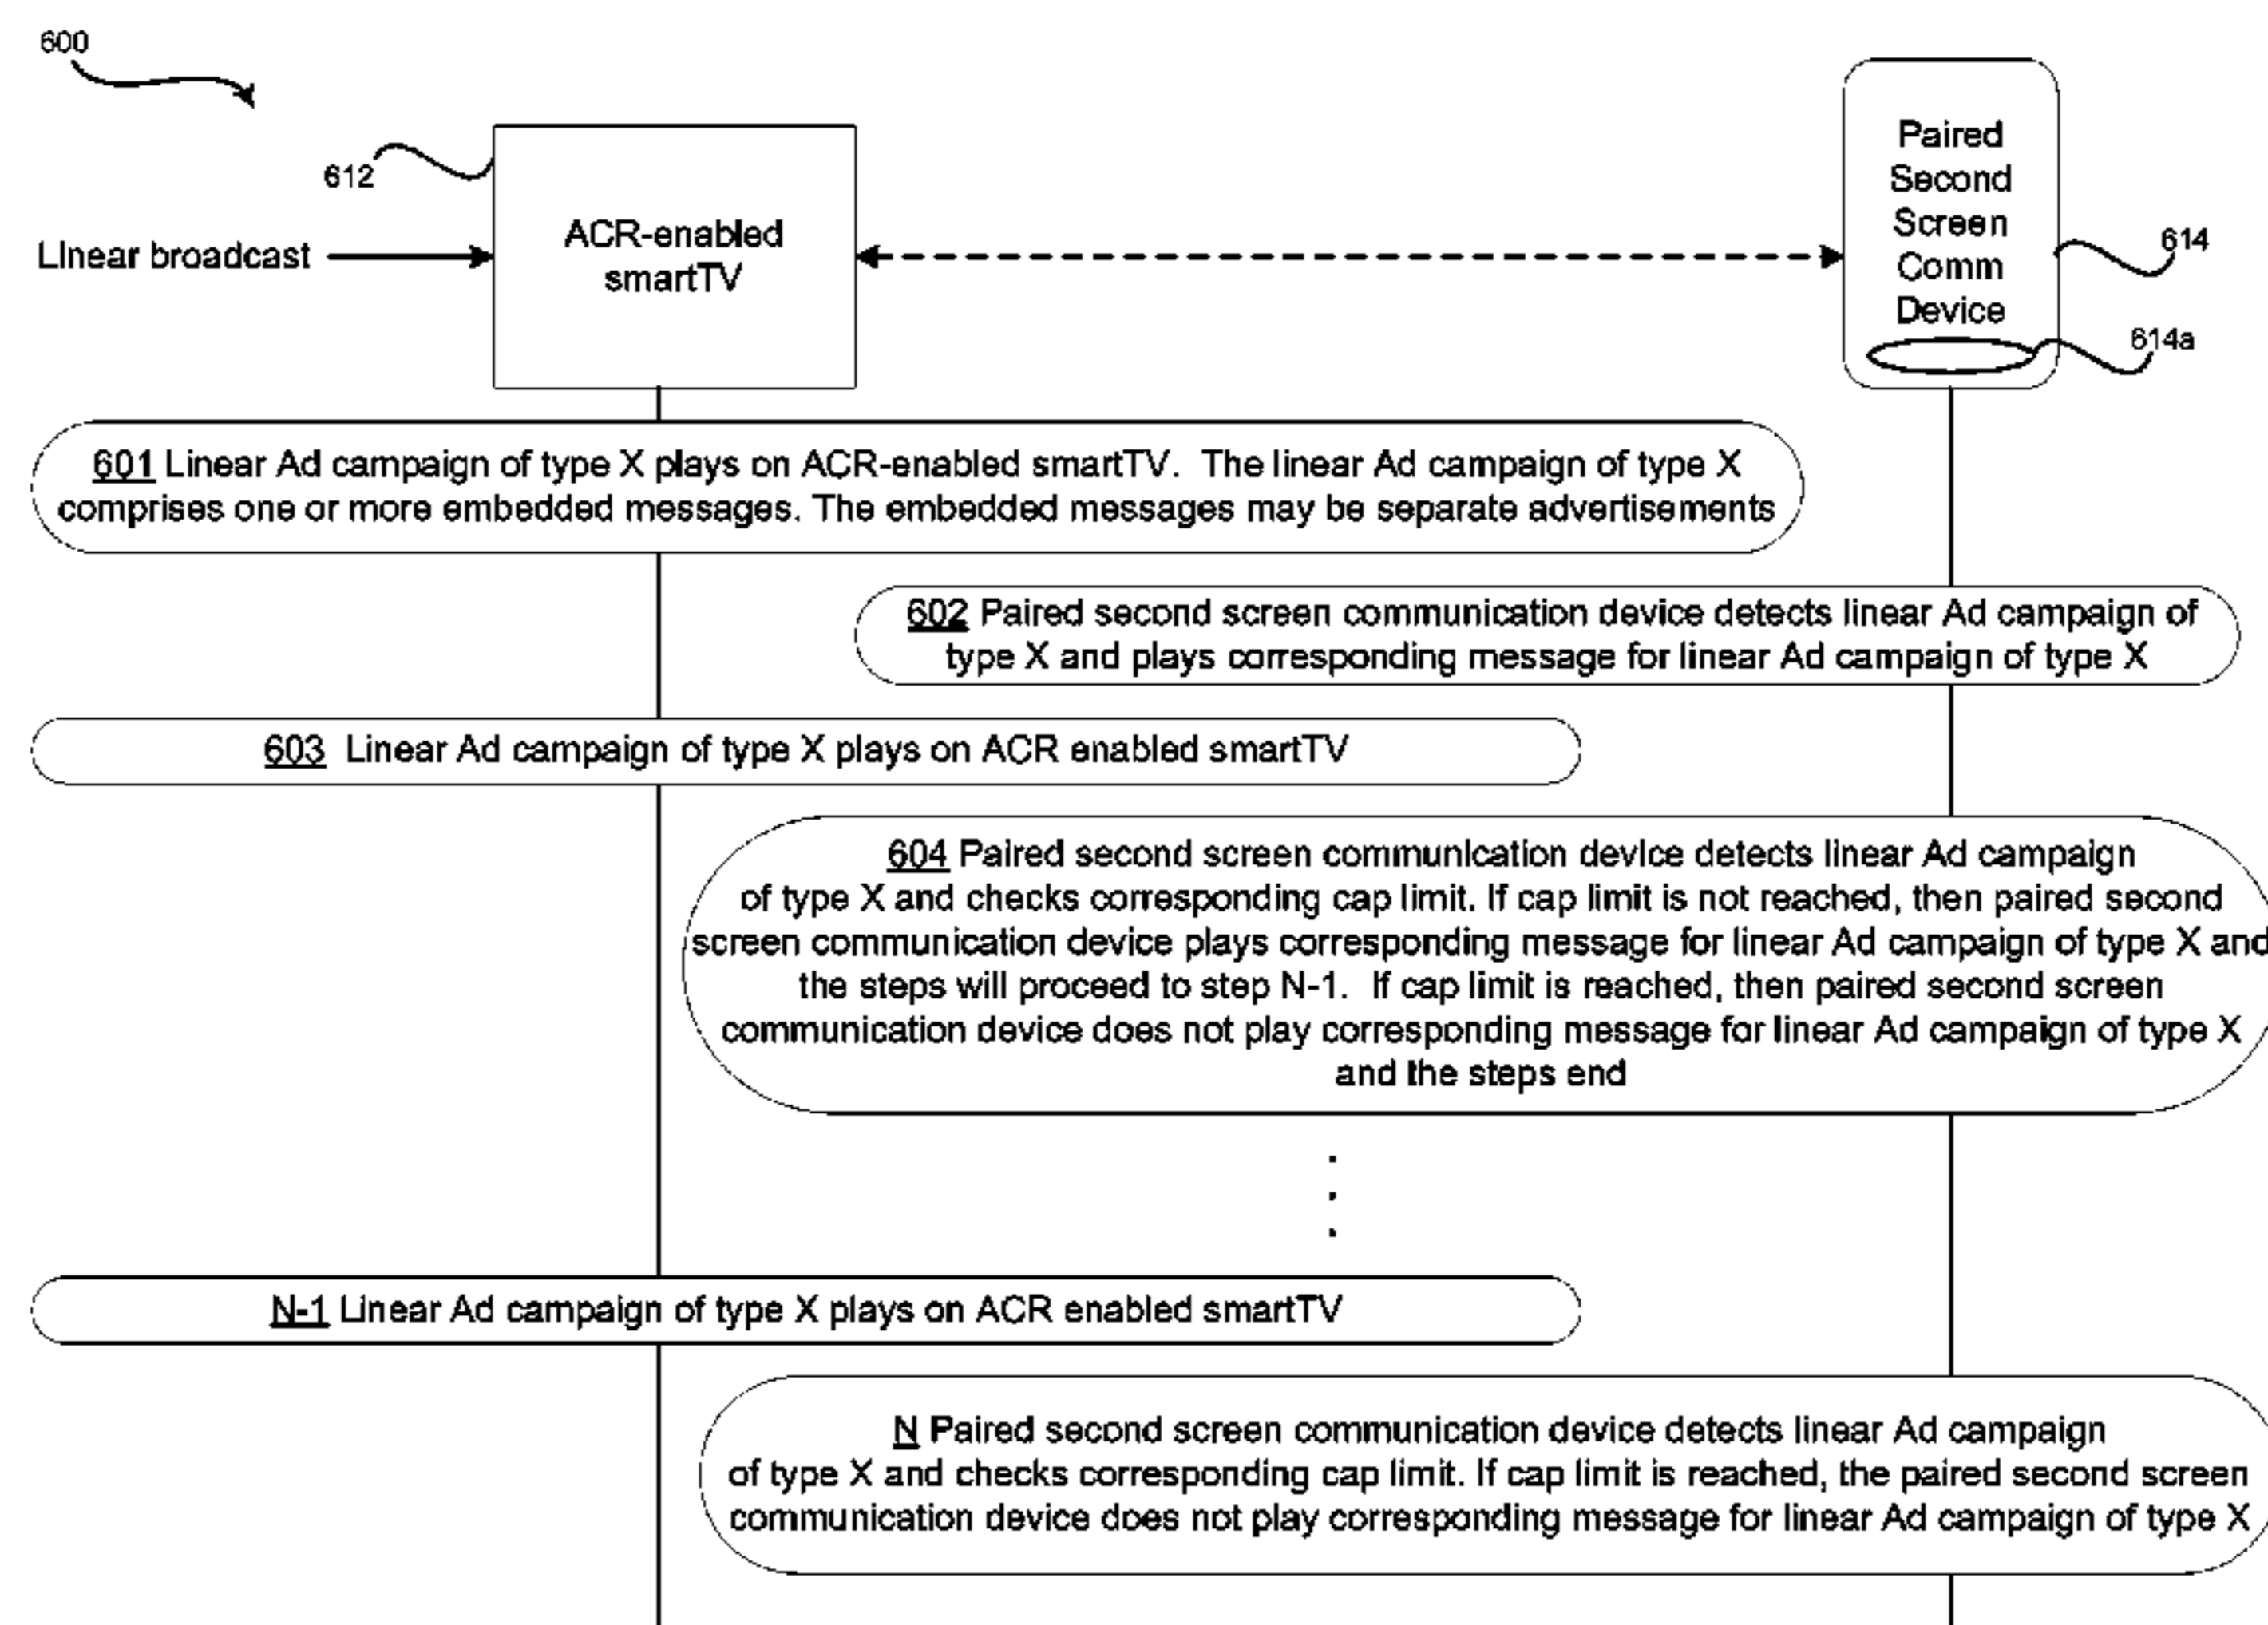 600
612
Linear broadcast
ACR-enabled
smartTV
Paired
Second
Screen
Comm
Device
614
614a
601 Linear Ad campaign of type X plays on ACR-enabled smartTV. The linear Ad campaign of type X
comprises one or more embedded messages. The embedded messages may be separate advertisements
602 Paired second screen communication device detects linear Ad campaign of
type X and plays corresponding message for linear Ad campaign of type X
603 Linear Ad campaign of type X plays on ACR enabled smartTV
604 Paired second screen communication device detects linear Ad campaign
of type X and checks corresponding cap limit. If cap limit is not reached, then paired second
screen communication device plays corresponding message for linear Ad campaign of type X and
the steps will proceed to step N-1. If cap limit is reached, then paired second screen
communication device does not play corresponding message for linear Ad campaign of type X
and the steps end
N-1 Linear Ad campaign of type X plays on ACR enabled smartTV
N Paired second screen communication device detects linear Ad campaign
of type X and checks corresponding cap limit. If cap limit is reached, the paired second screen
communication device does not play corresponding message for linear Ad campaign of type X